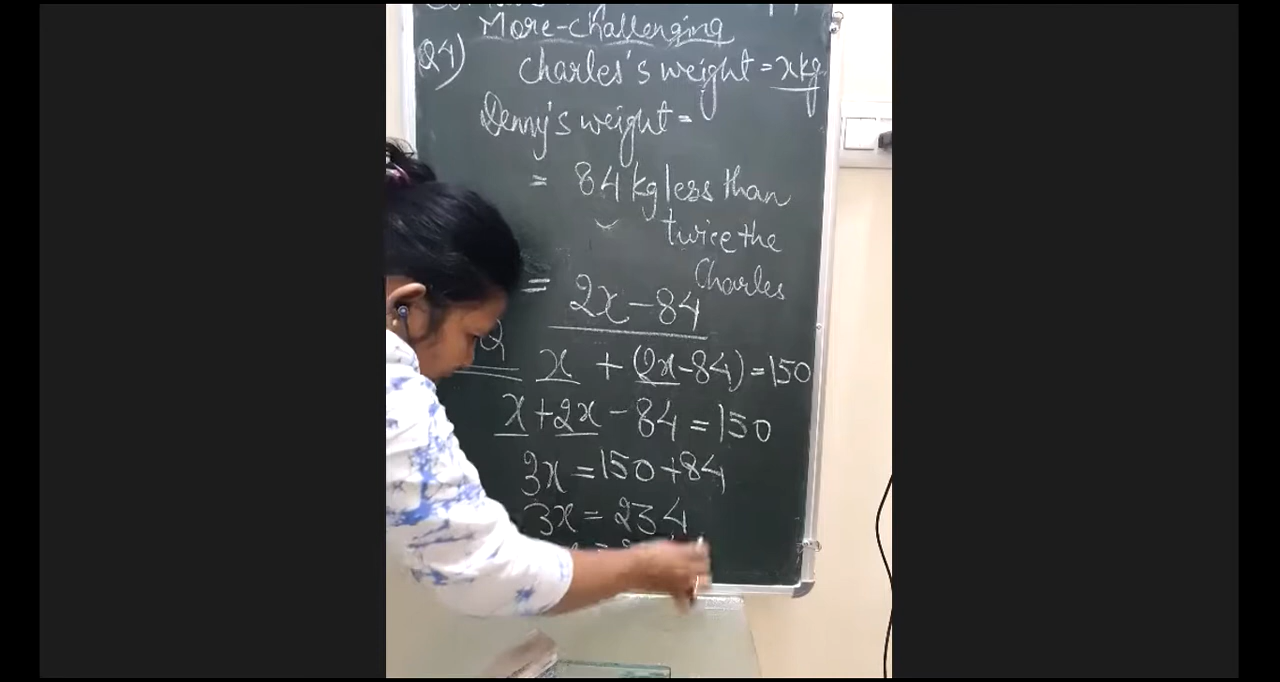 More-challenging
Q4) Charles's weight = x kg
Denny's weight =
= 84 kg less than
twice the
Charles
= 2x - 84
x + (2x - 84) = 150
x + 2x - 84 = 150
3x = 150 + 84
3x = 234